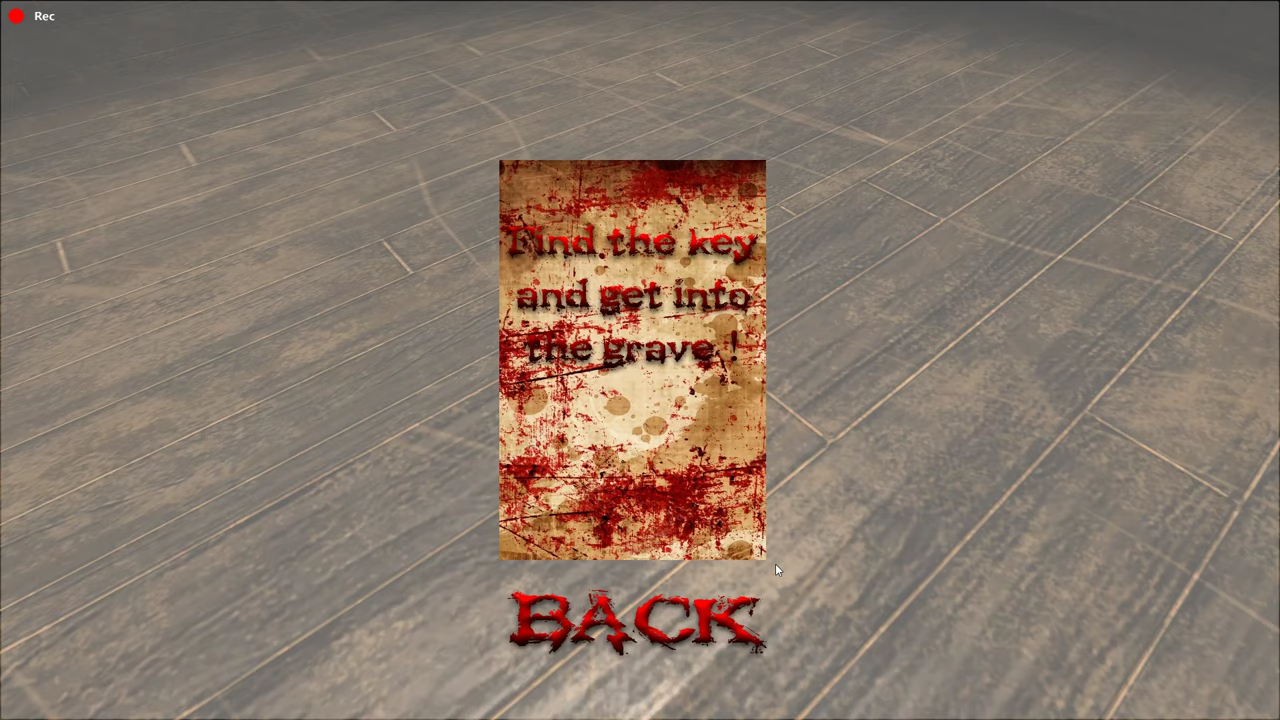 Rec
Find the key
and get into
the grave !
BACK